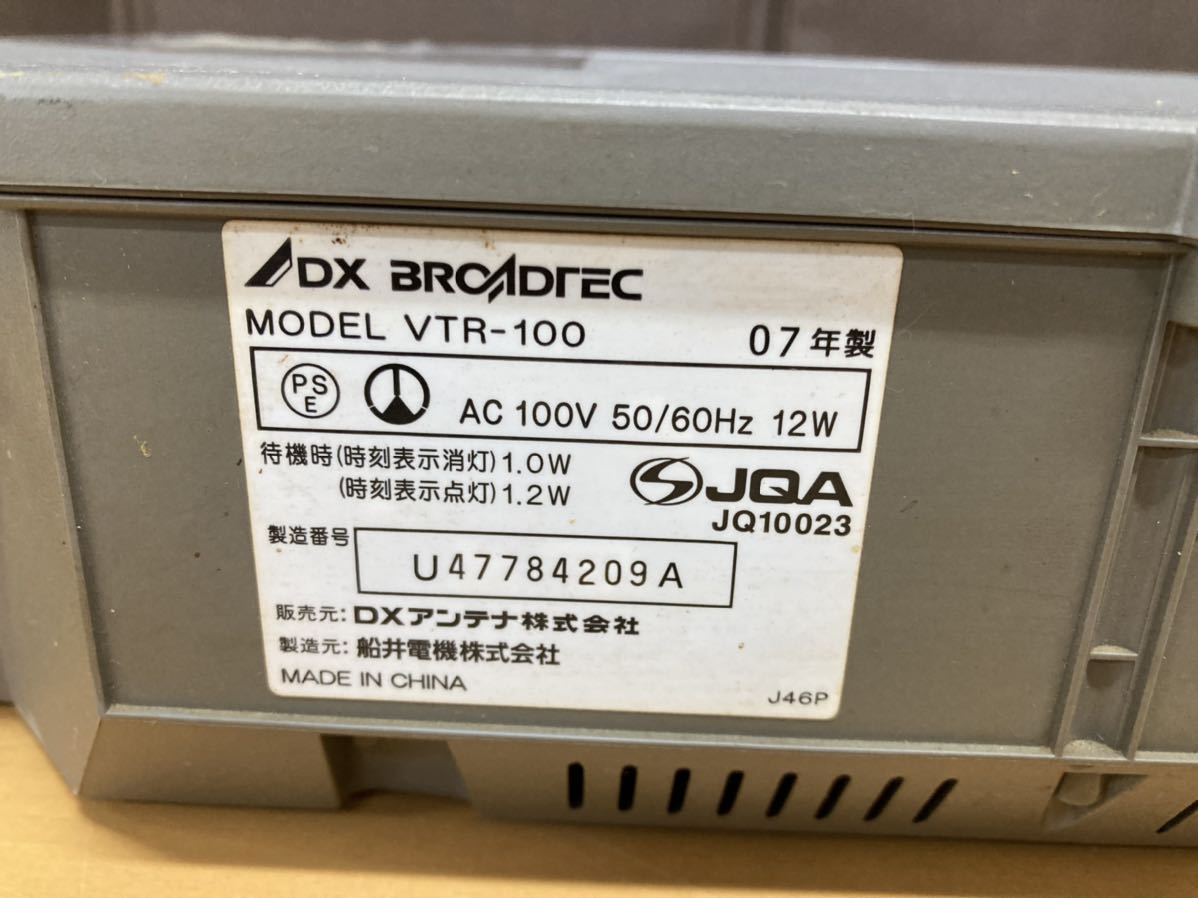 DX BROADTEC
MODEL VTR-100 07年製
PS E AC 100V 50/60Hz 12W
待機時(時刻表示消灯)1.0W
(時刻表示点灯)1.2W
JQA
JQ10023
製造番号 U47784209A
販売元: DXアンテナ株式会社
製造元: 船井電機株式会社
MADE IN CHINA J46P